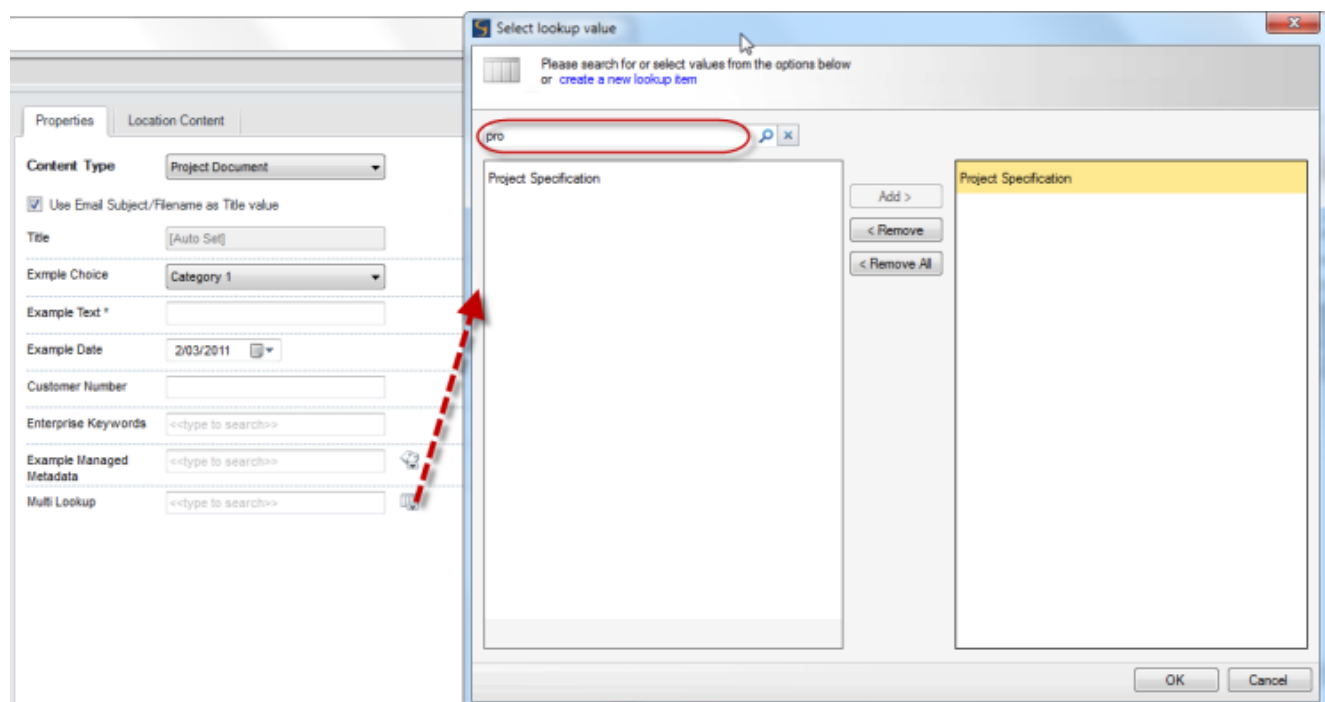 Select lookup value
Please search for or select values from the options below
or create a new lookup item
Properties Location Content
pro
Content Type Project Document
Use Email Subject/Filename as Title value
Title [Auto Set]
Exmple Choice Category 1
Example Text *
Example Date 2/03/2011
Customer Number
Enterprise Keywords <<type to search>>
Example Managed
Metadata
<<type to search>>
Multi Lookup <<type to search>>
Project Specification
Add >
< Remove
< Remove All
Project Specification
OK Cancel